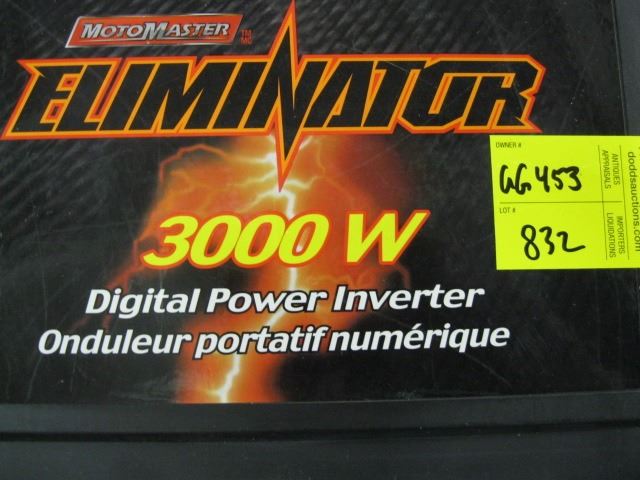 MOTOMASTER
TM
MC
ELIMINATOR
3000 W
Digital Power Inverter
Onduleur portatif numérique
OWNER #
GG453
LOT #
832
ANTIQUES
APPRAISALS
IMPORTERS
LIQUIDATIONS
doddsauctions.com